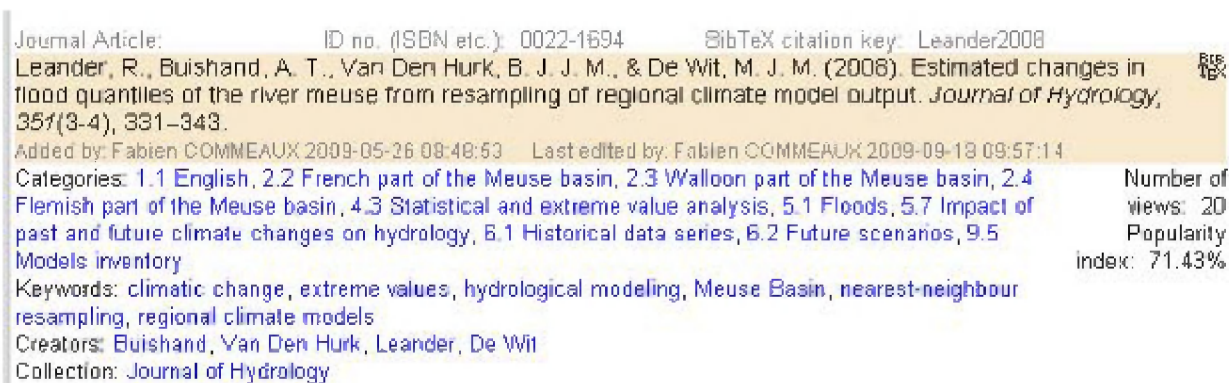 Journal Article: ID no. (ISBN etc.): 0022-1694 BibTeX citation key: Leander2008
Leander, R., Buishand, A. T., Van Den Hurk, B. J. J. M., & De Wit, M. J. M. (2008). Estimated changes in
flood quantiles of the river meuse from resampling of regional climate model output. Journal of Hydrology,
351(3-4), 331–343.
BIB
TEX
Added by: Fabien COMMEAUX 2009-05-26 08:48:53 Last edited by: Fabien COMMEAUX 2009-09-18 09:57:14
Categories: 1.1 English, 2.2 French part of the Meuse basin, 2.3 Walloon part of the Meuse basin, 2.4
Flemish part of the Meuse basin, 4.3 Statistical and extreme value analysis, 5.1 Floods, 5.7 Impact of
past and future climate changes on hydrology, 6.1 Historical data series, 6.2 Future scenarios, 9.5
Models inventory
Number of
views: 20
Popularity
index: 71.43%
Keywords: climatic change, extreme values, hydrological modeling, Meuse Basin, nearest-neighbour
resampling, regional climate models
Creators: Buishand, Van Den Hurk, Leander, De Wit
Collection: Journal of Hydrology